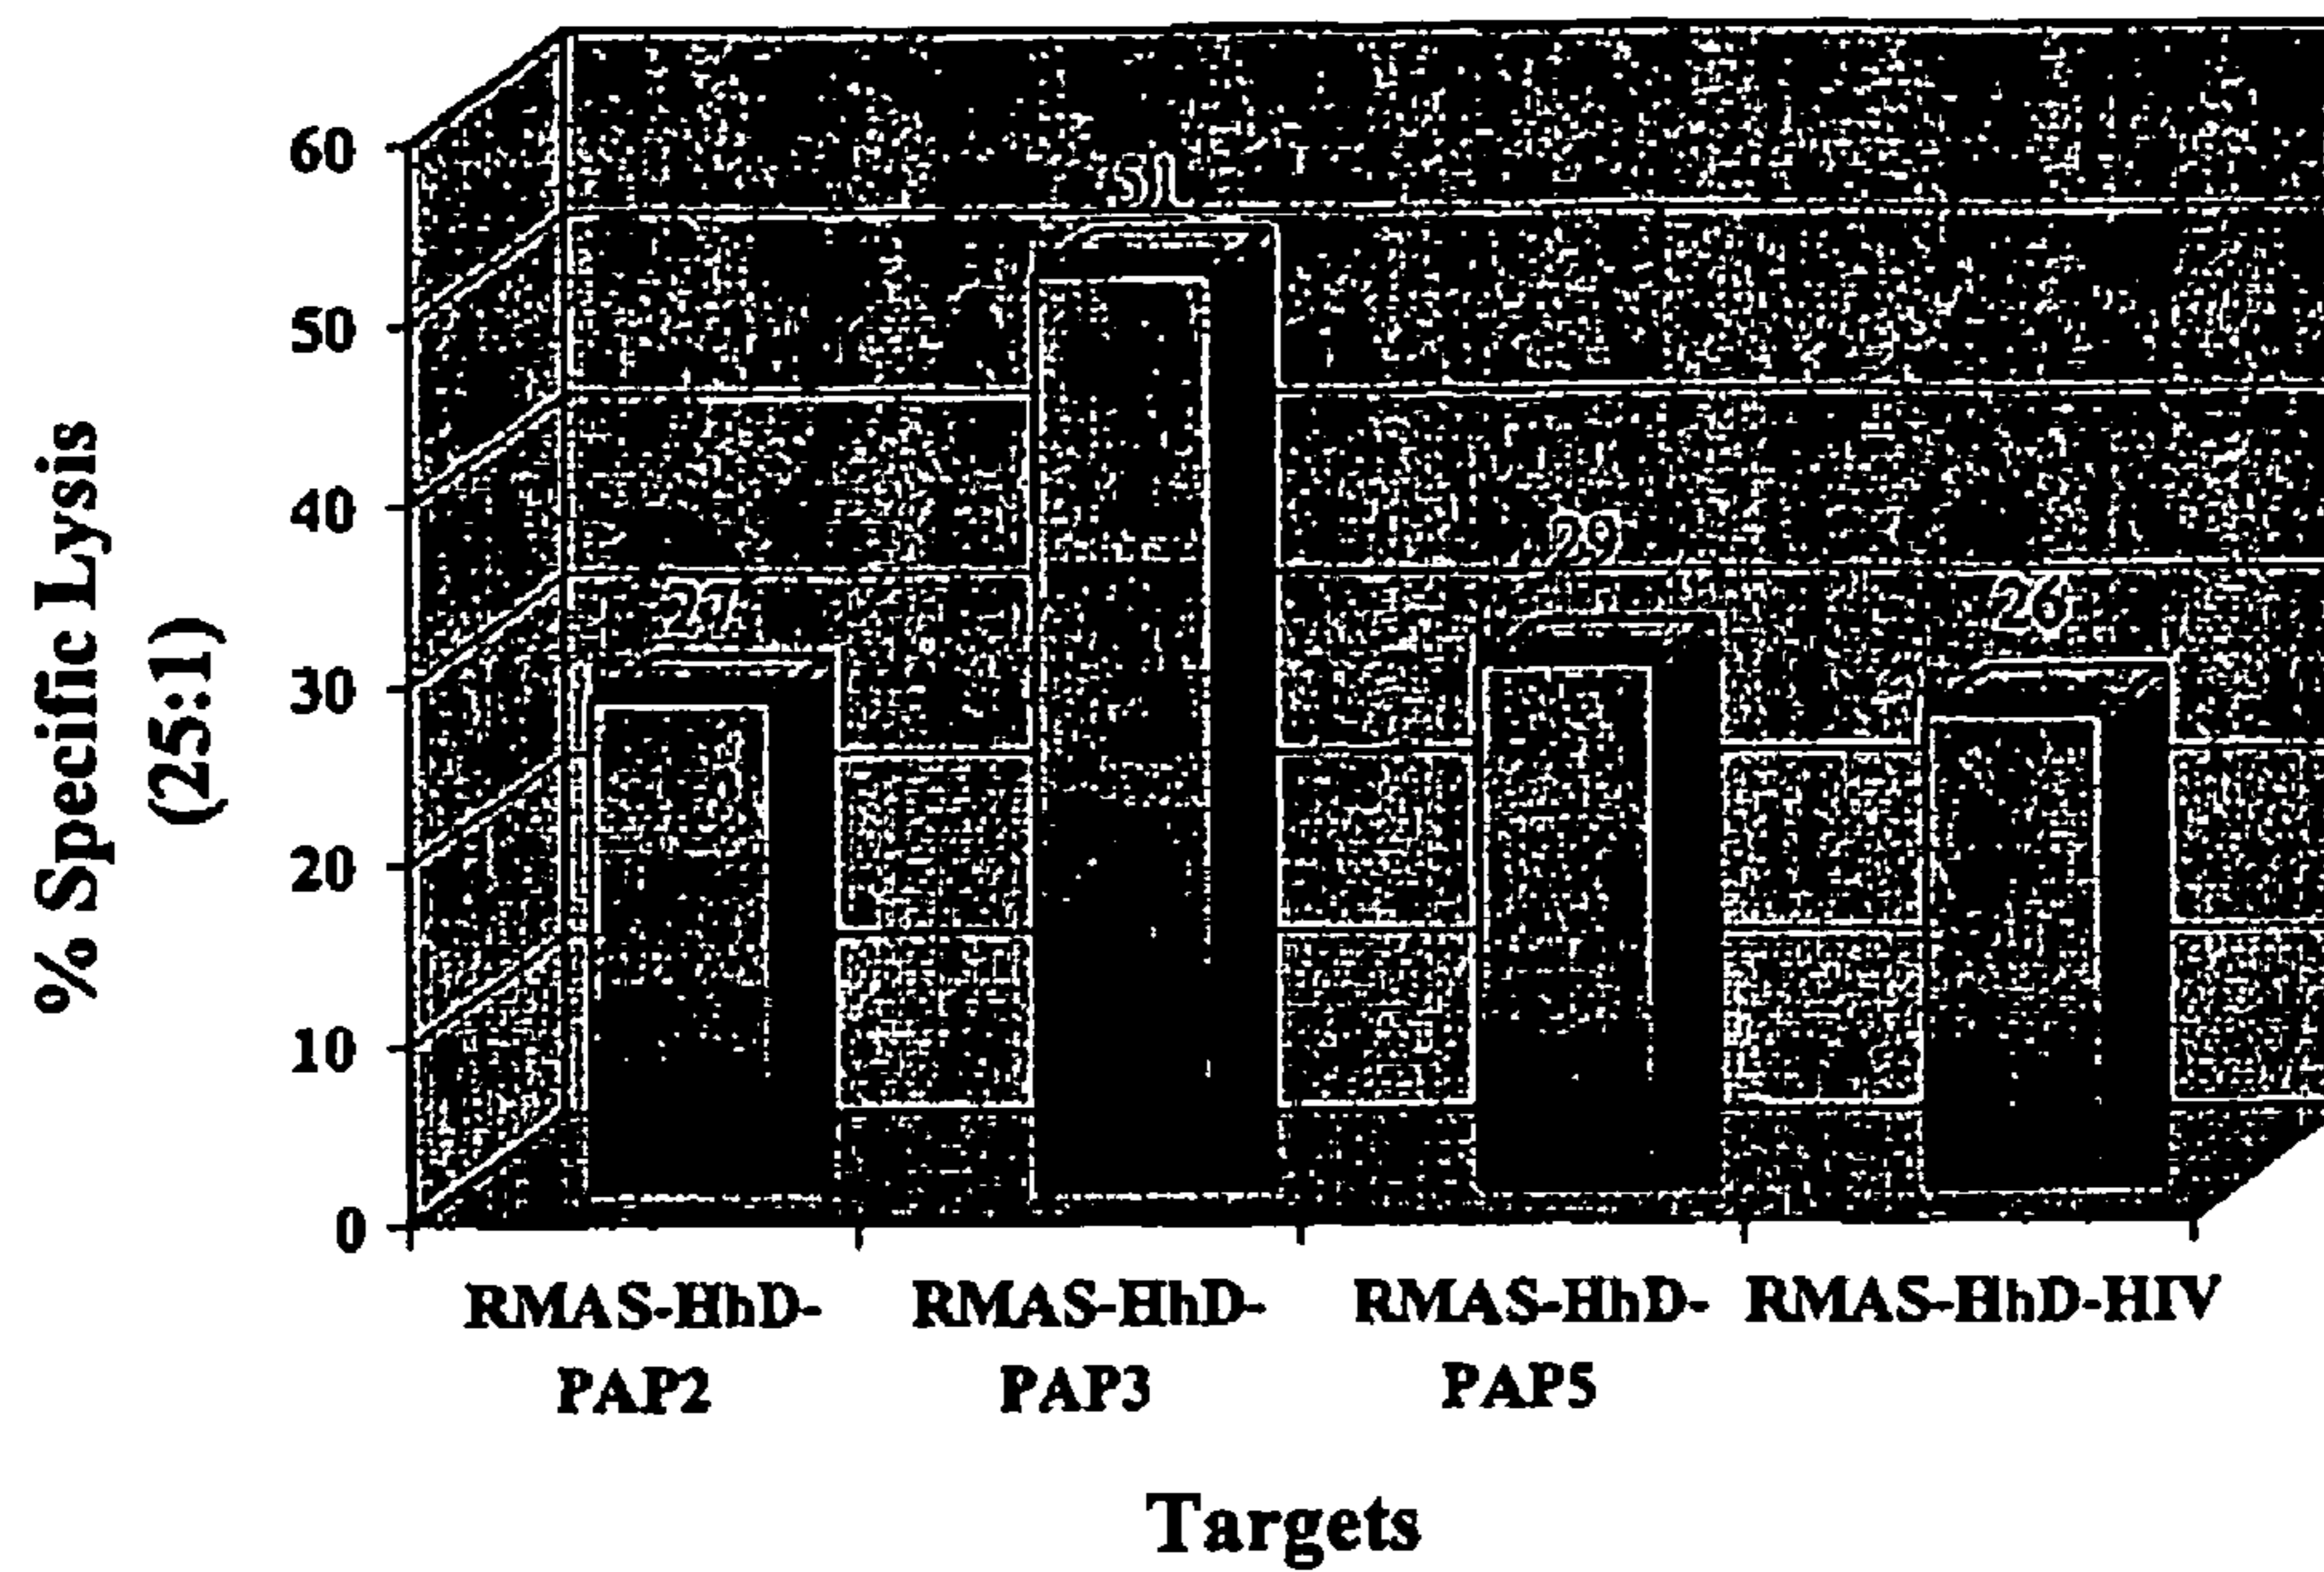 % Specific Lysis
(25:1)
60
50
40
30
20
10
0
27
51
29
26
RMAS-HhD-
PAP2
RMAS-HhD-
PAP3
RMAS-HhD-
PAP5
RMAS-HhD-HIV
Targets